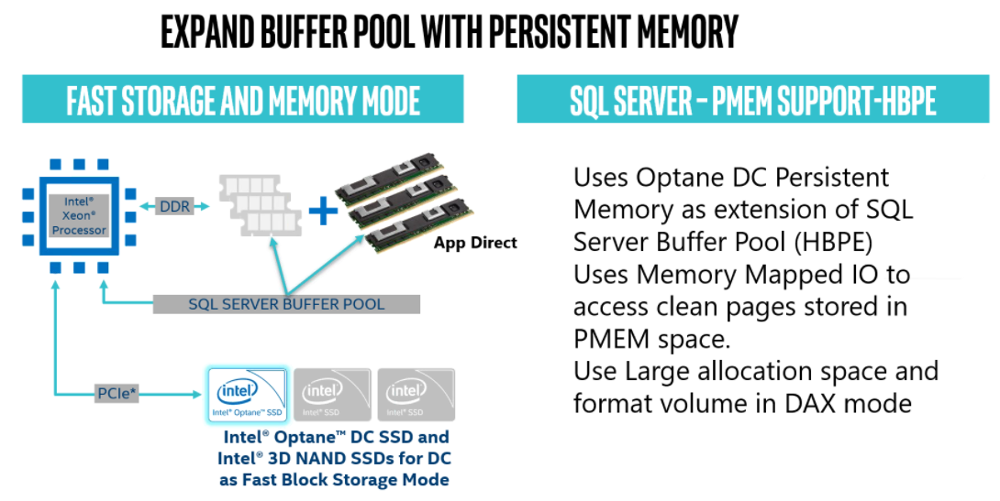 EXPAND BUFFER POOL WITH PERSISTENT MEMORY
FAST STORAGE AND MEMORY MODE
Intel®
Xeon®
Processor
DDR
+
App Direct
SQL SERVER BUFFER POOL
PCIe*
intel
Intel® Optane™ SSD
intel
Intel® SSD
intel
Intel® SSD
Intel® Optane™ DC SSD and
Intel® 3D NAND SSDs for DC
as Fast Block Storage Mode
SQL SERVER – PMEM SUPPORT-HBPE
Uses Optane DC Persistent
Memory as extension of SQL
Server Buffer Pool (HBPE)
Uses Memory Mapped IO to
access clean pages stored in
PMEM space.
Use Large allocation space and
format volume in DAX mode